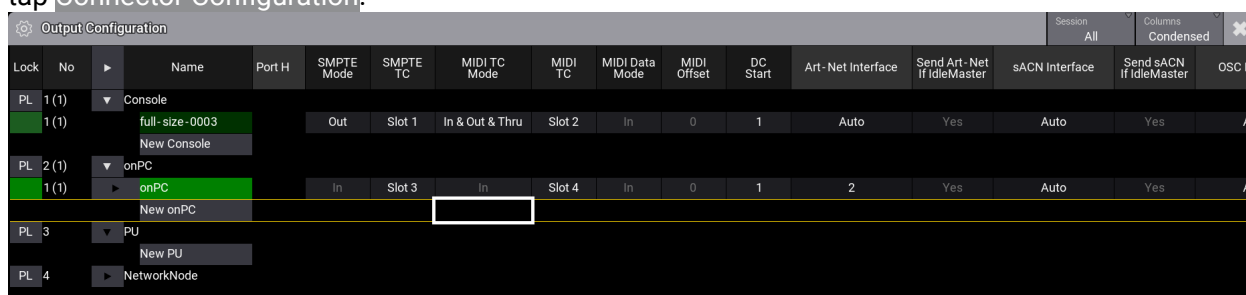 tap Connector Configuration.
Output Configuration Session All Columns Condensed
Lock No Name Port H SMPTE Mode SMPTE TC MIDI TC Mode MIDI TC MIDI Data Mode MIDI Offset DC Start Art-Net Interface Send Art-Net If IdleMaster sACN Interface Send sACN If IdleMaster OSC
PL 1 (1) Console
1 (1) full-size-0003 Out Slot 1 In & Out & Thru Slot 2 In 0 1 Auto Yes Auto Yes
New Console
PL 2 (1) onPC
1 (1) onPC In Slot 3 In Slot 4 In 0 1 2 Yes Auto Yes
New onPC
PL 3 PU
New PU
PL 4 NetworkNode